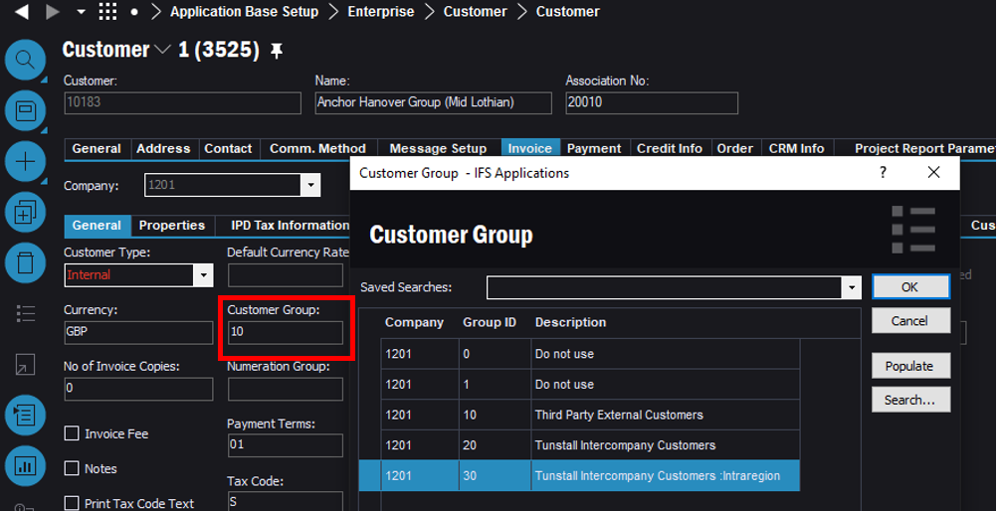 Application Base Setup > Enterprise > Customer > Customer
Customer 1 (3525)
Customer: Name: Association No:
10183 Anchor Hanover Group (Mid Lothian) 20010
General Address Contact Comm. Method Message Setup Invoice Payment Credit Info Order CRM Info Project Report Parame
Company: 1201
General Properties IPD Tax Information Cus
Customer Type: Default Currency Rate
Internal
Currency: Customer Group:
GBP 10
No of Invoice Copies: Numeration Group:
0
Invoice Fee
Payment Terms:
01
Notes
Tax Code:
Print Tax Code Text
S
Customer Group - IFS Applications ?
Customer Group
Saved Searches: OK
Cancel
Populate
Search...
Company Group ID Description
1201 0 Do not use
1201 1 Do not use
1201 10 Third Party External Customers
1201 20 Tunstall Intercompany Customers
1201 30 Tunstall Intercompany Customers :Intraregion